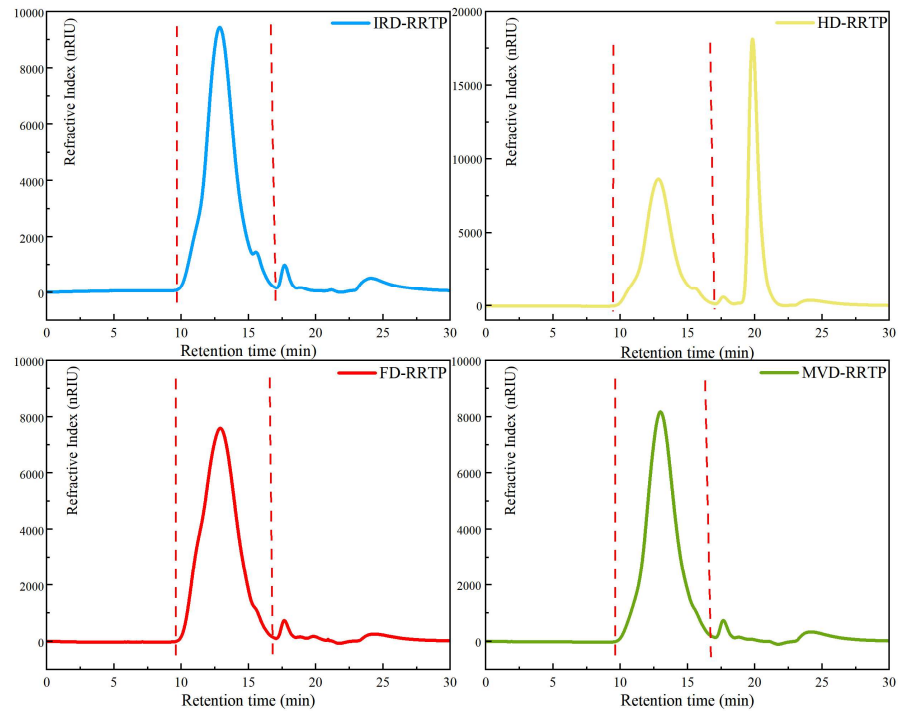 IRD-RRTP
Refractive Index (nRIU)
10000
8000
6000
4000
2000
0
0 5 10 15 20 25 30
Retention time (min)
HD-RRTP
Refractive Index (nRIU)
20000
15000
10000
5000
0
0 5 10 15 20 25 30
Retention time (min)
FD-RRTP
Refractive Index (nRIU)
10000
8000
6000
4000
2000
0
0 5 10 15 20 25 30
Retention time (min)
MVD-RRTP
Refractive Index (nRIU)
10000
8000
6000
4000
2000
0
0 5 10 15 20 25 30
Retention time (min)